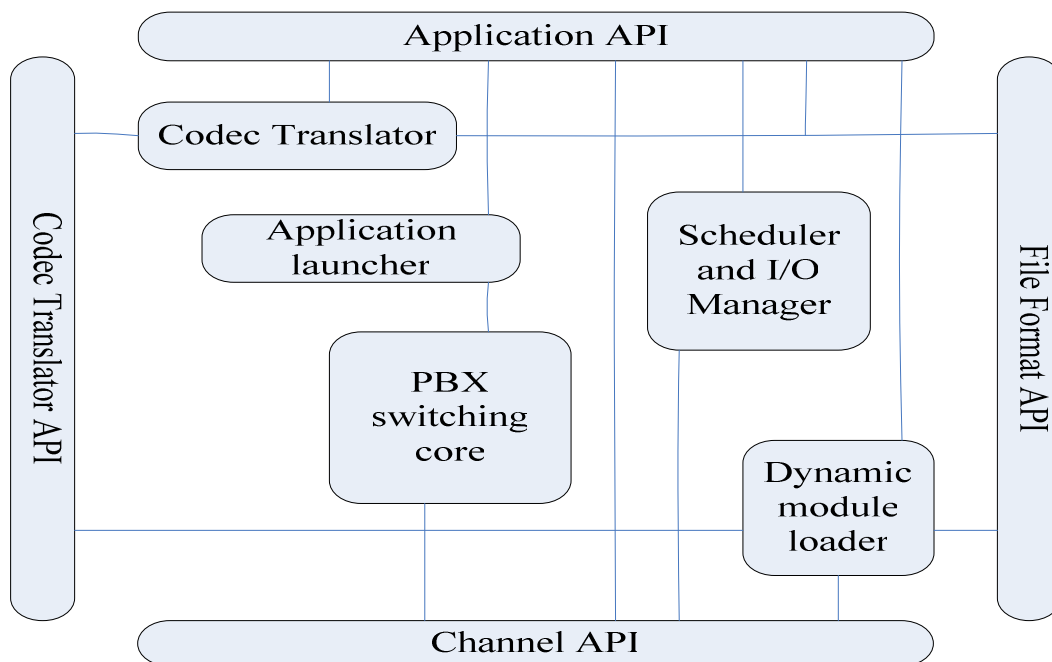 Application API
Codec Translator
Application
launcher
Scheduler
and I/O
Manager
PBX
switching
core
Dynamic
module
loader
Codec Translator API
File Format API
Channel API